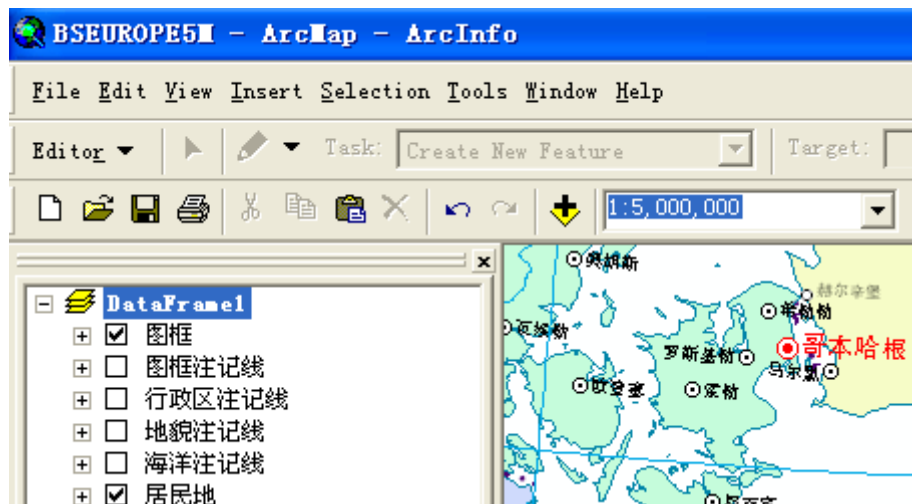 BSEUROPE5M - ArcMap - ArcInfo
File Edit View Insert Selection Tools Window Help
Editor Task: Create New Feature Target:
1:5,000,000
DataFrame1
图框
图框注记线
行政区注记线
地貌注记线
海洋注记线
居民地
奥胡斯
赫尔辛堡
哥本哈根
罗斯基勒
马尔默
欧登塞